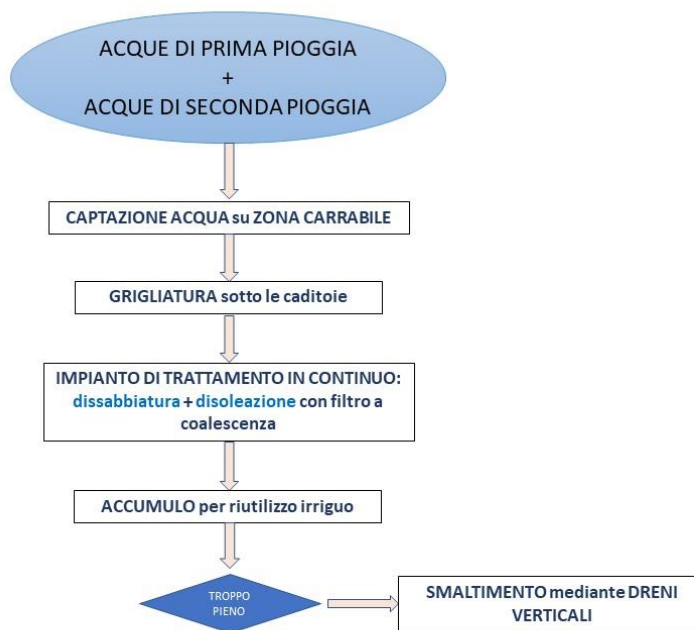 ACQUE DI PRIMA PIOGGIA
+
ACQUE DI SECONDA PIOGGIA
CAPTAZIONE ACQUA su ZONA CARRABILE
GRIGLIATURA sotto le caditoie
IMPIANTO DI TRATTAMENTO IN CONTINUO:
dissabbiatura + disoleazione con filtro a
coalescenza
ACCUMULO per riutilizzo irriguo
TROPPO
PIENO
SMALTIMENTO mediante DRENI
VERTICALI